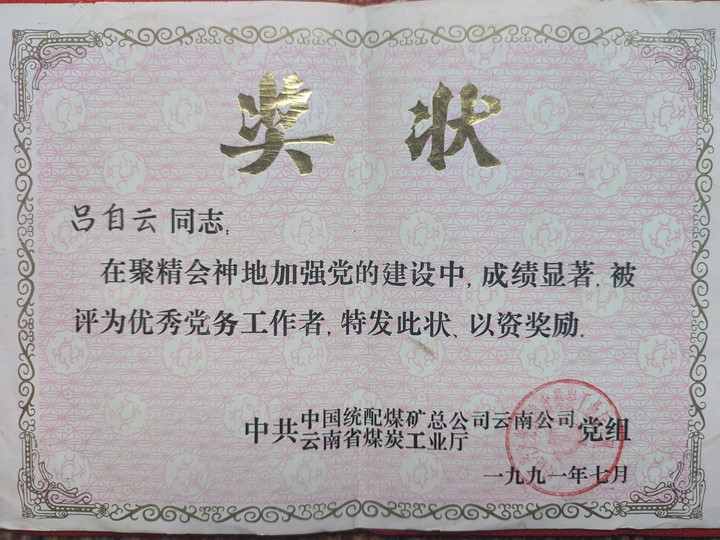 奖状
吕自云 同志:
在聚精会神地加强党的建设中,成绩显著.被
评为优秀党务工作者,特发此状、以资奖励.
中共中国统配煤矿总公司云南公司党组
云南省煤炭工业厅
一九九一年七月